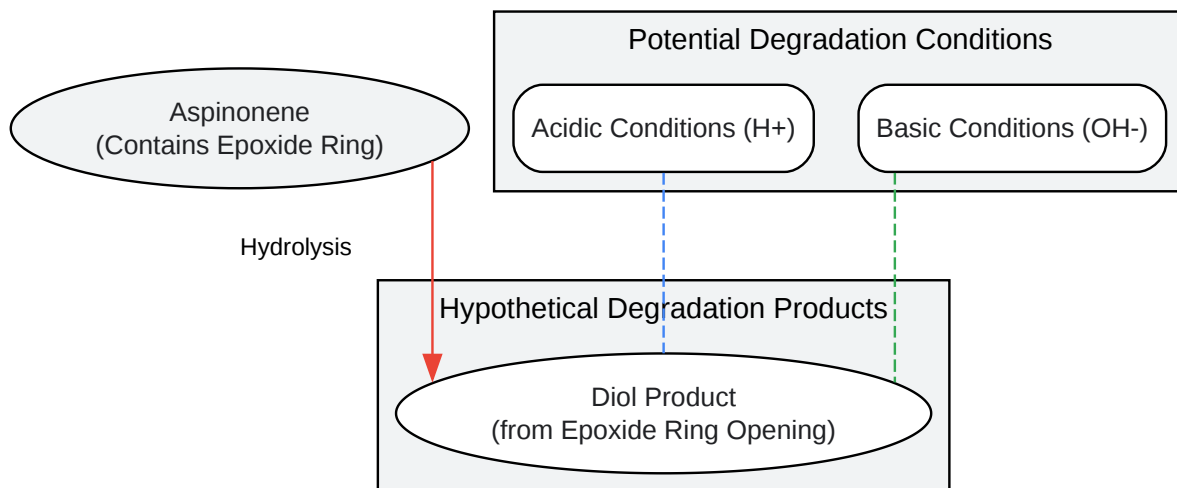 Potential Degradation Conditions
Aspinonene
(Contains Epoxide Ring)
Acidic Conditions (H+)
Basic Conditions (OH-)
Hydrolysis
Hypothetical Degradation Products
Diol Product
(from Epoxide Ring Opening)